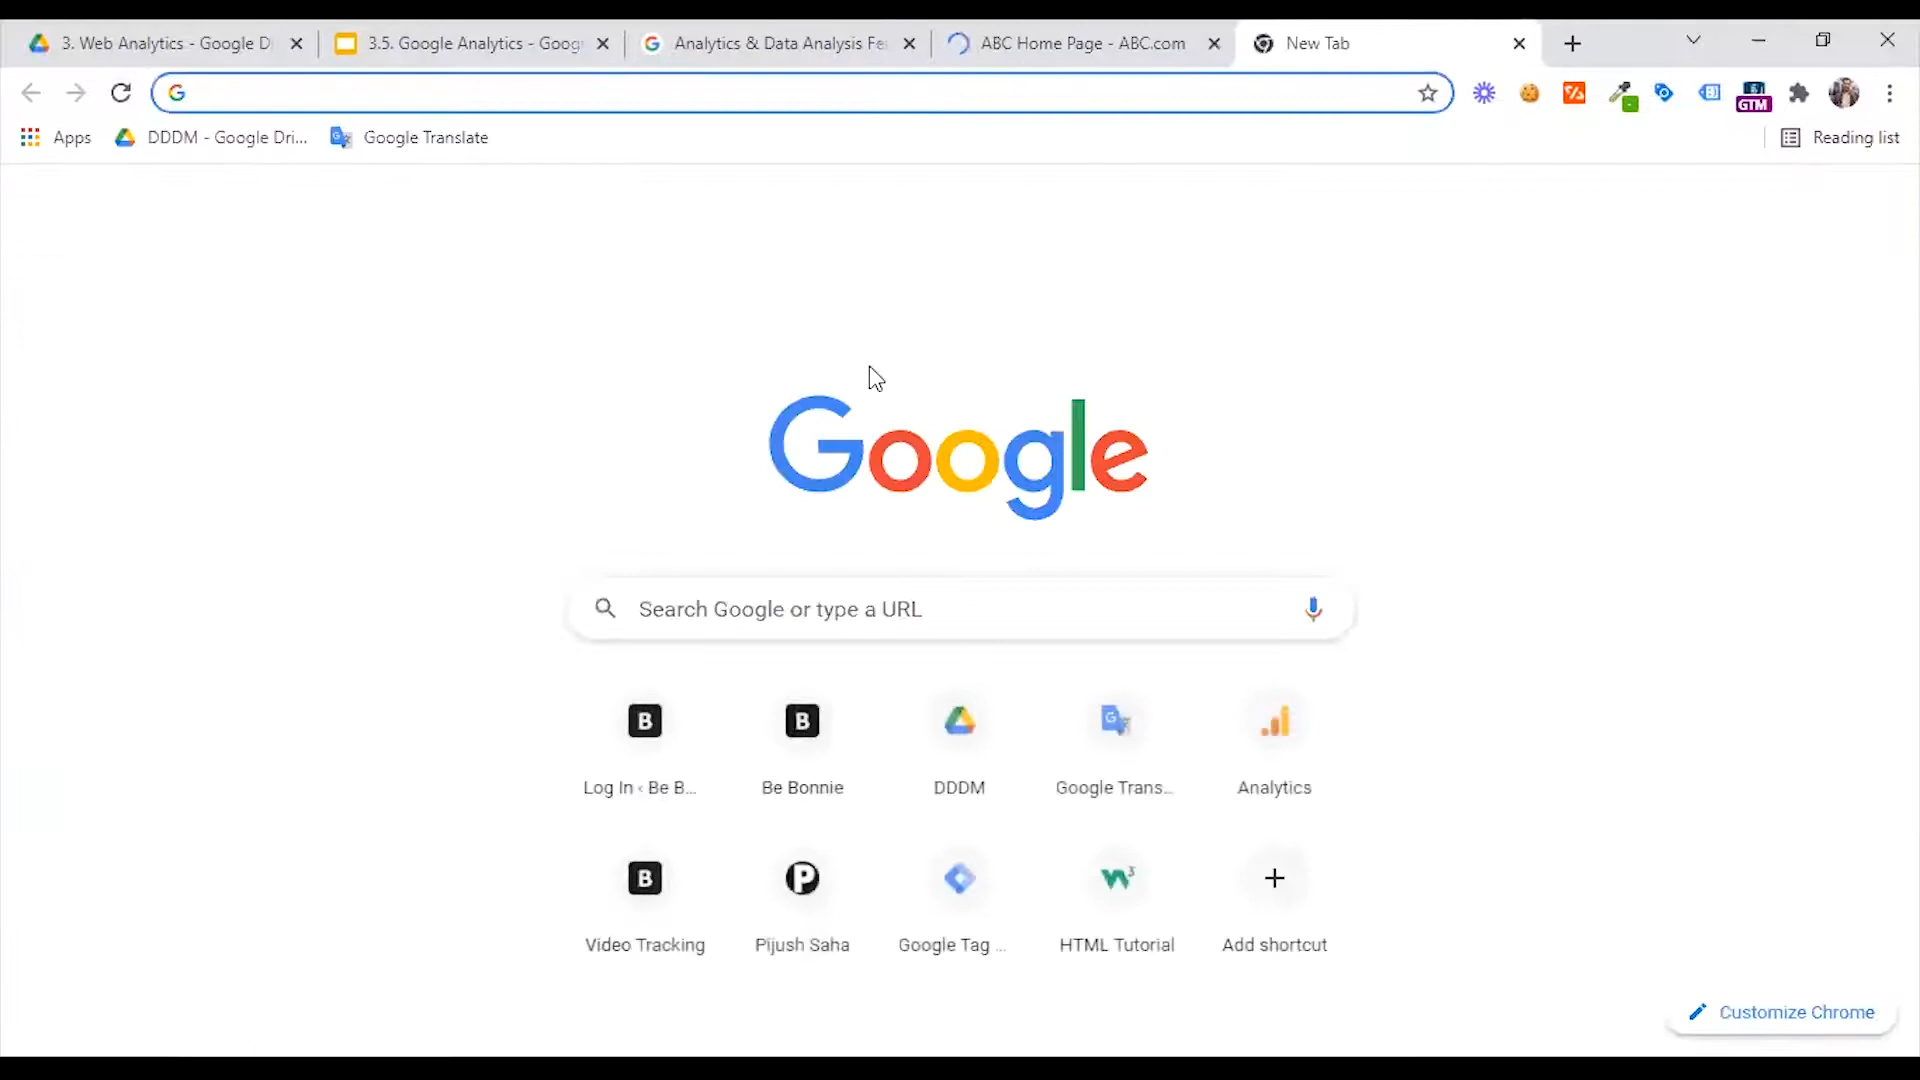 3. Web Analytics - Google D
3.5. Google Analytics - Goog
Analytics & Data Analysis Fe
ABC Home Page - ABC.com
New Tab
GTM
Apps
DDDM - Google Dri...
Google Translate
Reading list
Google
Search Google or type a URL
B
B
Log In ‹ Be B...
Be Bonnie
DDDM
Google Trans...
Analytics
B
P
Video Tracking
Pijush Saha
Google Tag ...
HTML Tutorial
Add shortcut
Customize Chrome